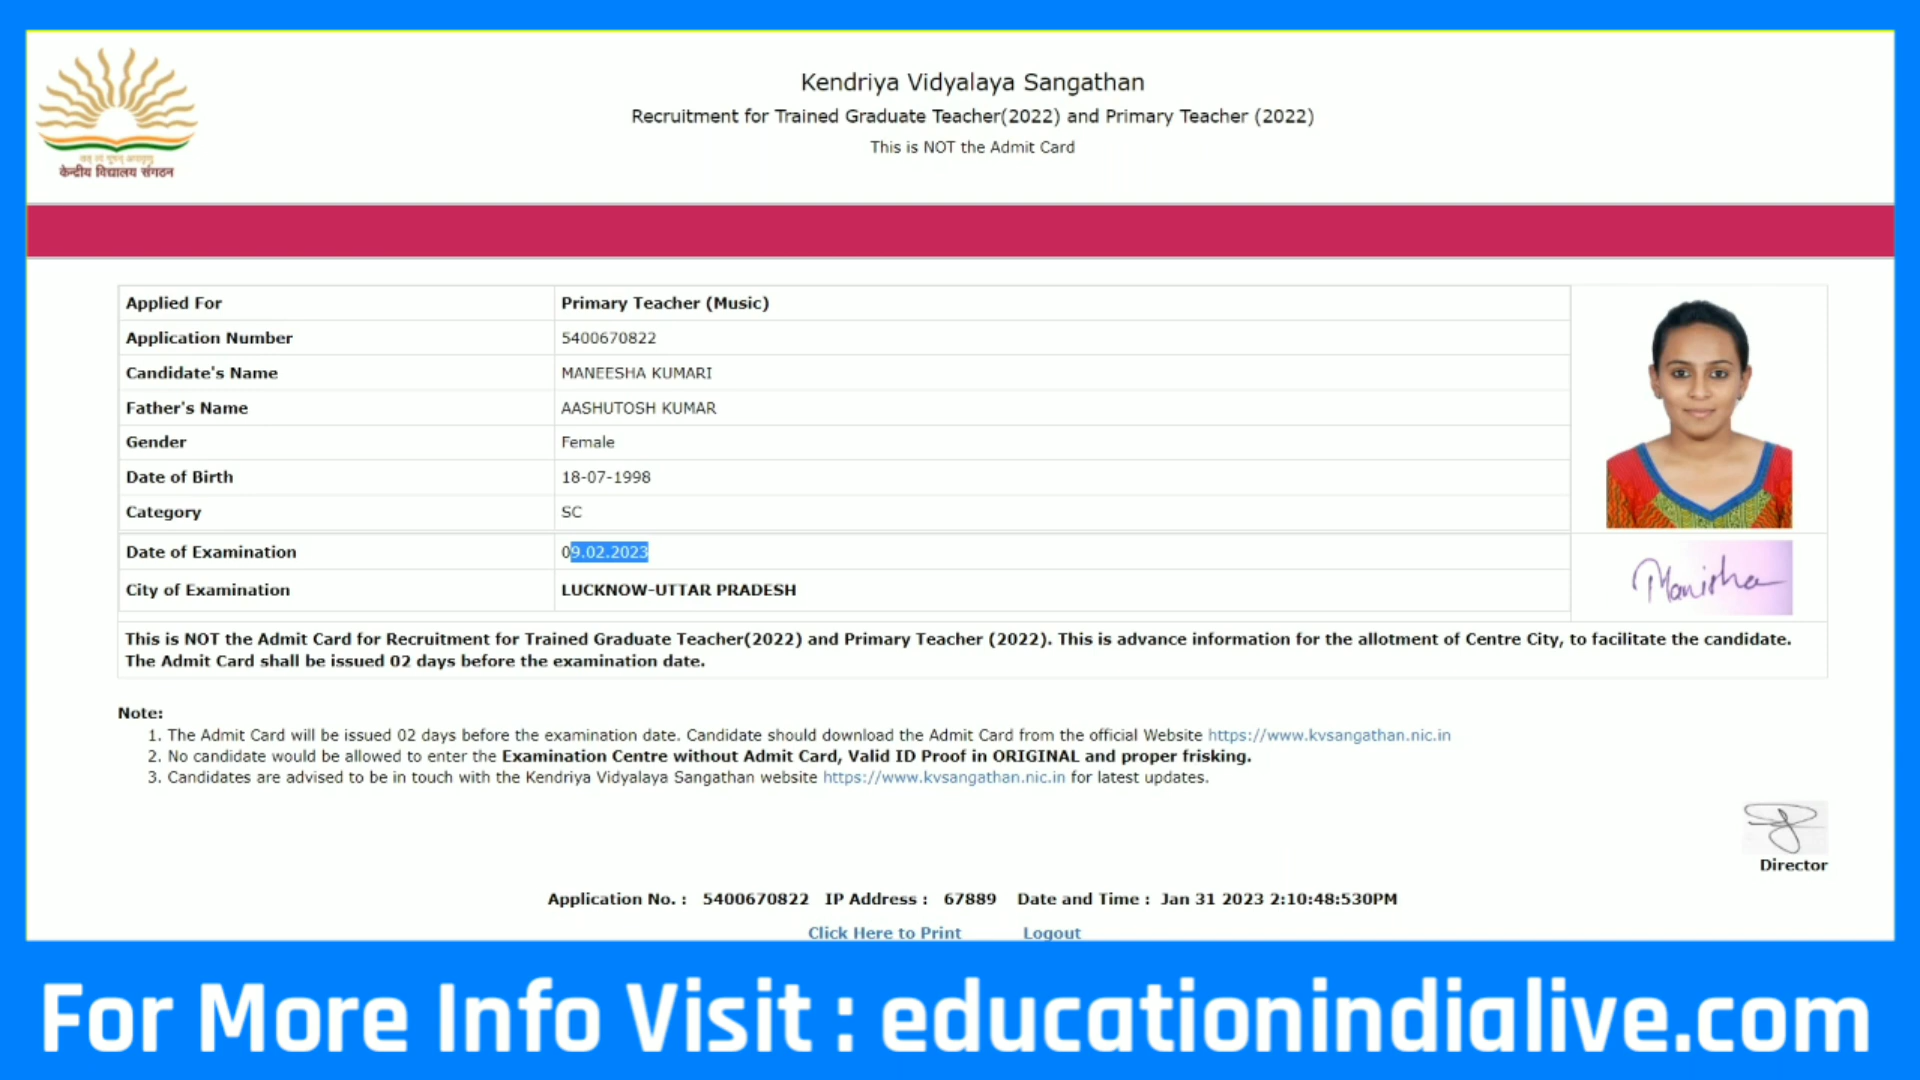 Kendriya Vidyalaya Sangathan
Recruitment for Trained Graduate Teacher(2022) and Primary Teacher (2022)
This is NOT the Admit Card
केन्द्रीय विद्यालय संगठन
Applied For Primary Teacher (Music)
Application Number 5400670822
Candidate's Name MANEESHA KUMARI
Father's Name AASHUTOSH KUMAR
Gender Female
Date of Birth 18-07-1998
Category SC
Date of Examination 09.02.2023
City of Examination LUCKNOW-UTTAR PRADESH
Manisha
This is NOT the Admit Card for Recruitment for Trained Graduate Teacher(2022) and Primary Teacher (2022). This is advance information for the allotment of Centre City, to facilitate the candidate.
The Admit Card shall be issued 02 days before the examination date.
Note:
1. The Admit Card will be issued 02 days before the examination date. Candidate should download the Admit Card from the official Website https://www.kvsangathan.nic.in
2. No candidate would be allowed to enter the Examination Centre without Admit Card, Valid ID Proof in ORIGINAL and proper frisking.
3. Candidates are advised to be in touch with the Kendriya Vidyalaya Sangathan website https://www.kvsangathan.nic.in for latest updates.
Director
Application No. : 5400670822 IP Address : 67889 Date and Time : Jan 31 2023 2:10:48:530PM
Click Here to Print Logout
For More Info Visit : educationindialive.com